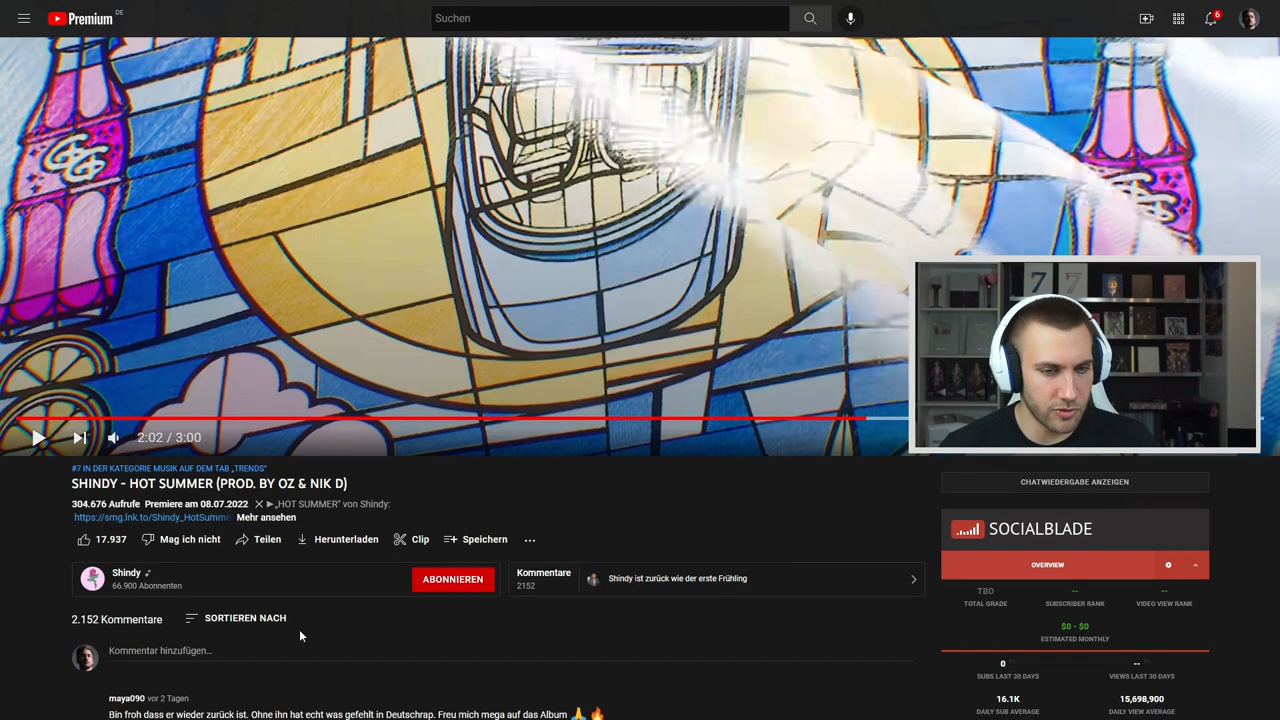 Premium DE
Suchen
6
GG
GG
7 7
2:02 / 3:00
#7 IN DER KATEGORIE MUSIK AUF DEM TAB „TRENDS"
SHINDY - HOT SUMMER (PROD. BY OZ & NIK D)
304.676 Aufrufe Premiere am 08.07.2022 „HOT SUMMER" von Shindy:
https://smg.lnk.to/Shindy_HotSumme Mehr ansehen
17.937 Mag ich nicht Teilen Herunterladen Clip Speichern ...
Shindy
66.900 Abonnenten
ABONNIEREN
Kommentare
2152
Shindy ist zurück wie der erste Frühling
2.152 Kommentare SORTIEREN NACH
Kommentar hinzufügen...
maya090 vor 2 Tagen
Bin froh dass er wieder zurück ist. Ohne ihn hat echt was gefehlt in Deutschrap. Freu mich mega auf das Album 🙏 🔥
CHATWIEDERGABE ANZEIGEN
SOCIALBLADE
OVERVIEW
TBD -- --
TOTAL GRADE SUBSCRIBER RANK VIDEO VIEW RANK
$0 - $0
ESTIMATED MONTHLY
0 --
SUBS LAST 30 DAYS VIEWS LAST 30 DAYS
16.1K 15,698,900
DAILY SUB AVERAGE DAILY VIEW AVERAGE